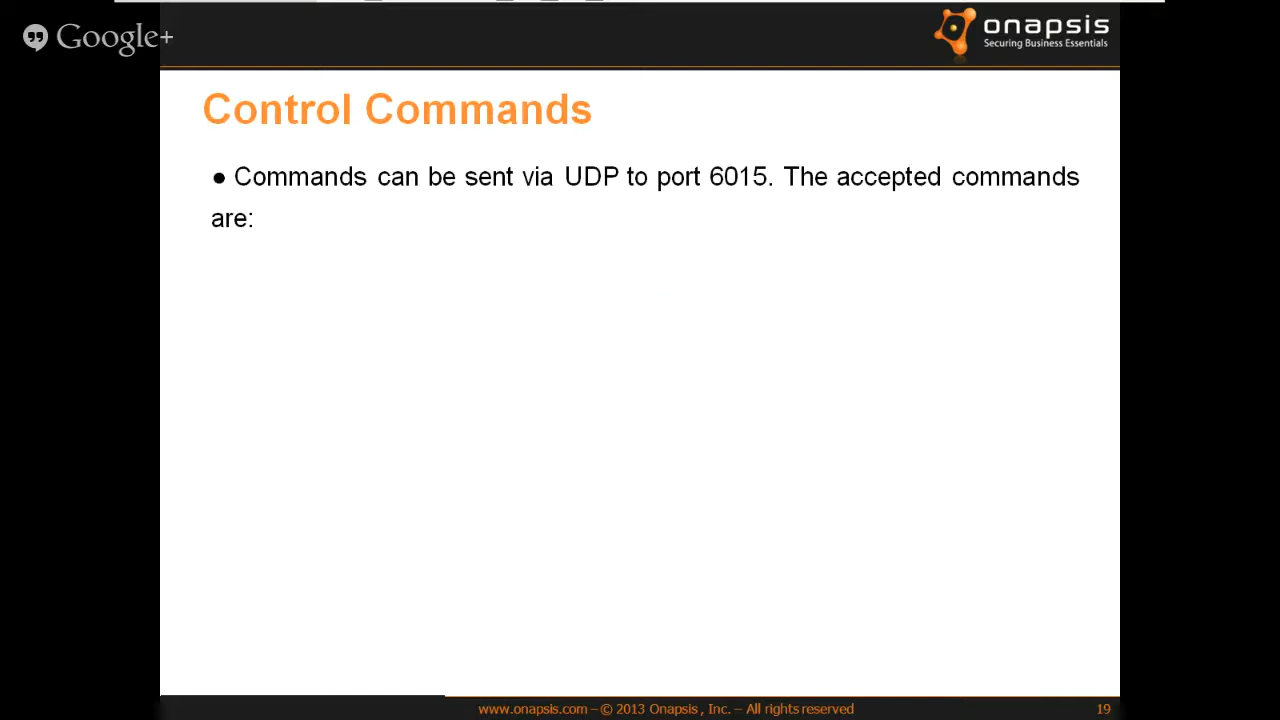 Google+
onapsis
Securing Business Essentials
Control Commands
● Commands can be sent via UDP to port 6015. The accepted commands
are:
www.onapsis.com – © 2013 Onapsis , Inc. – All rights reserved
19